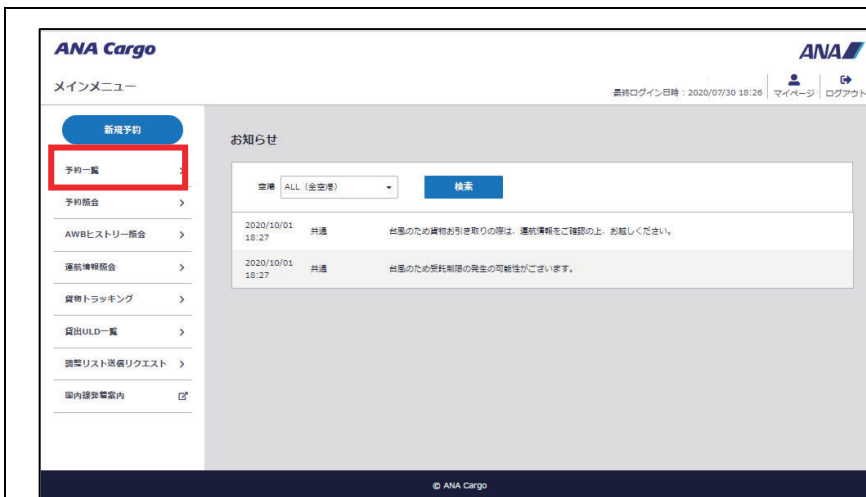 ANA Cargo
ANA
メインメニュー
最終ログイン日時：2020/07/30 18:26
マイページ
ログアウト
新規予約
予約一覧
予約照会
AWBヒストリー照会
運航情報照会
貨物トラッキング
貸出ULD一覧
調整リスト送信リクエスト
国内線発着案内
お知らせ
空港 ALL（全空港） 検索
2020/10/01 18:27 共通 台風のため貨物お引き取りの際は、運航情報をご確認の上、お越しください。
2020/10/01 18:27 共通 台風のため受託制限の発生の可能性がございます。
© ANA Cargo